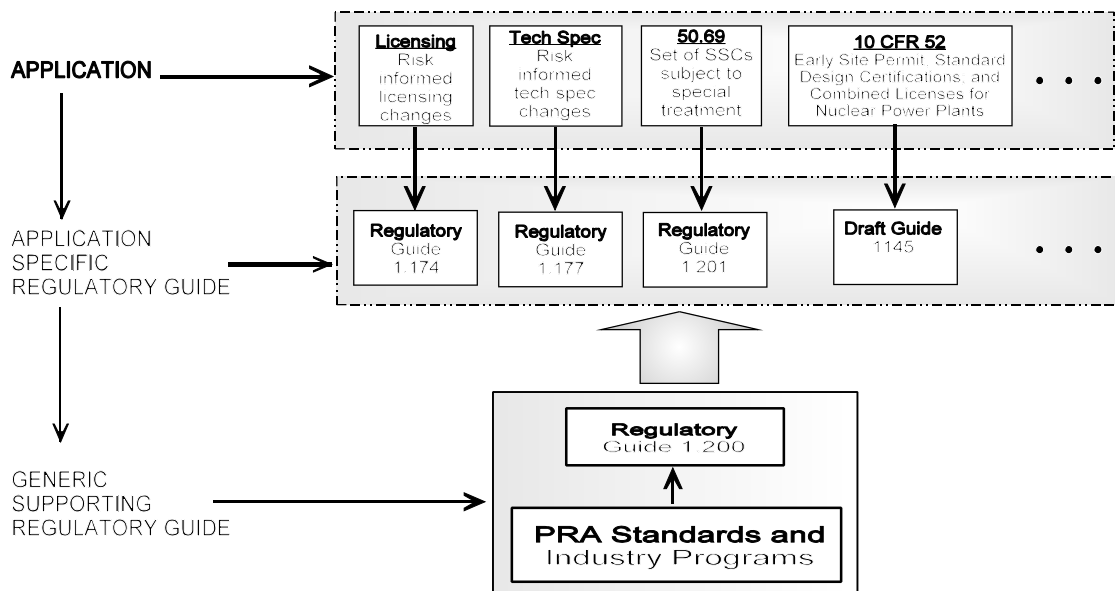 APPLICATION
Licensing
Risk
informed
licensing
changes
Tech Spec
Risk
informed
tech spec
changes
50.69
Set of SSCs
subject to
special
treatment
10 CFR 52
Early Site Permit, Standard
Design Certifications, and
Combined Licenses for
Nuclear Power Plants
• • •
APPLICATION
SPECIFIC
REGULATORY GUIDE
Regulatory
Guide
1.174
Regulatory
Guide
1.177
Regulatory
Guide
1.201
Draft Guide
1145
• • •
GENERIC
SUPPORTING
REGULATORY GUIDE
Regulatory
Guide 1.200
PRA Standards and
Industry Programs